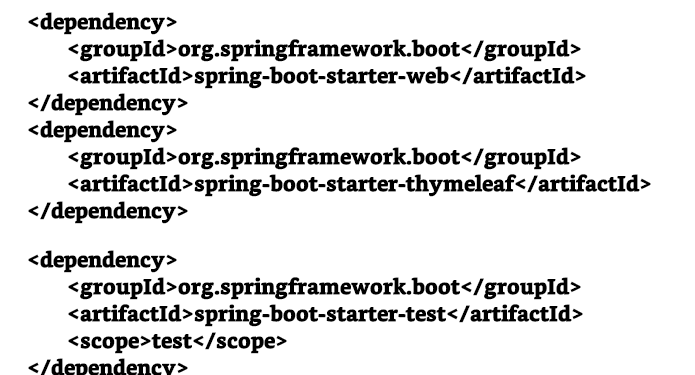 <dependency>
<groupId>org.springframework.boot</groupId>
<artifactId>spring-boot-starter-web</artifactId>
</dependency>
<dependency>
<groupId>org.springframework.boot</groupId>
<artifactId>spring-boot-starter-thymeleaf</artifactId>
</dependency>
<dependency>
<groupId>org.springframework.boot</groupId>
<artifactId>spring-boot-starter-test</artifactId>
<scope>test</scope>
</dependency>